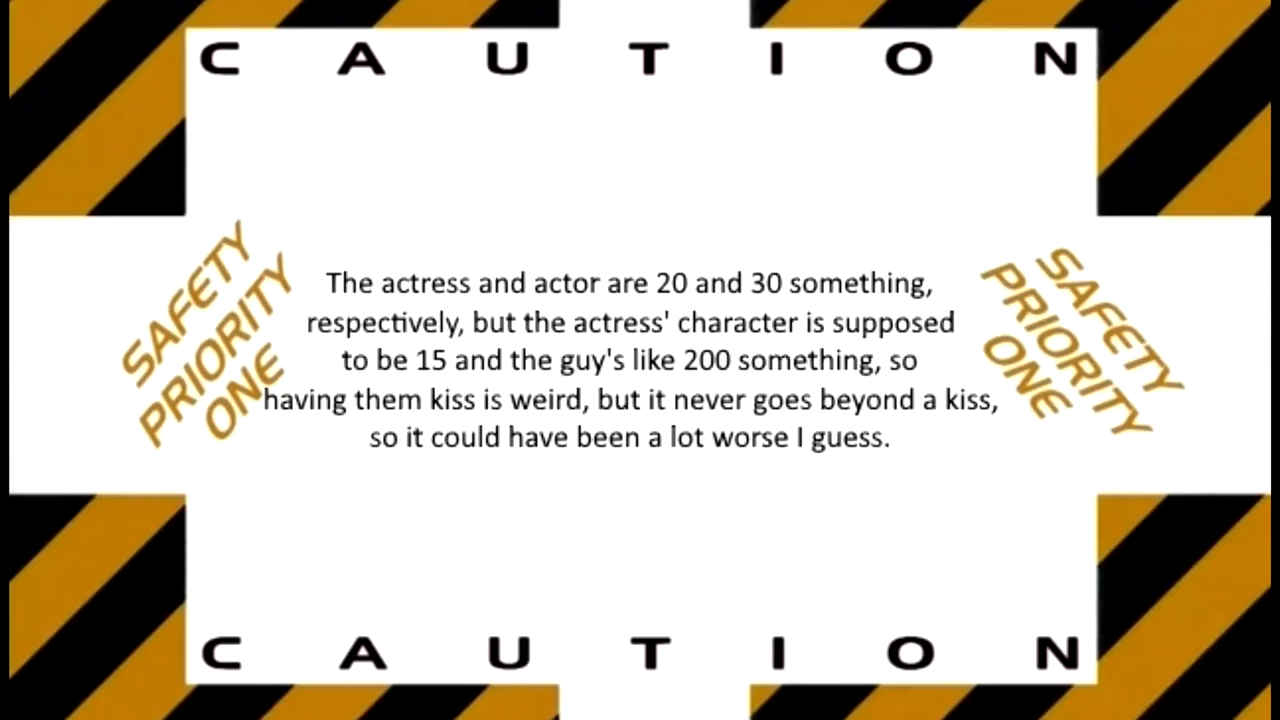 C A U T I O N
SAFETY
PRIORITY
ONE
The actress and actor are 20 and 30 something,
respectively, but the actress' character is supposed
to be 15 and the guy's like 200 something, so
having them kiss is weird, but it never goes beyond a kiss,
so it could have been a lot worse I guess.
SAFETY
PRIORITY
ONE
C A U T I O N